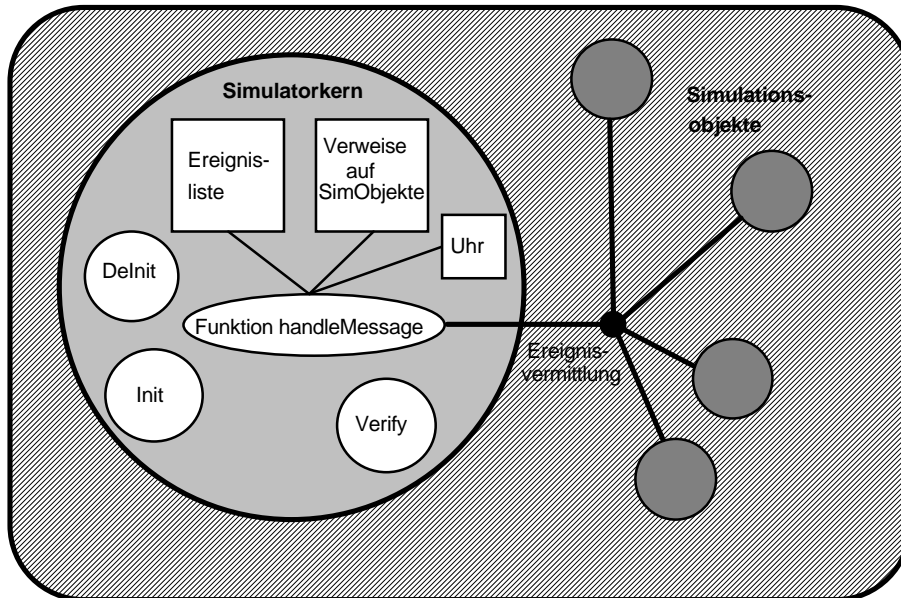 Simulatorkern
Ereignis-
liste
Verweise
auf
SimObjekte
Uhr
DeInit
Funktion handleMessage
Init
Verify
Simulations-
objekte
Ereignis-
vermittlung